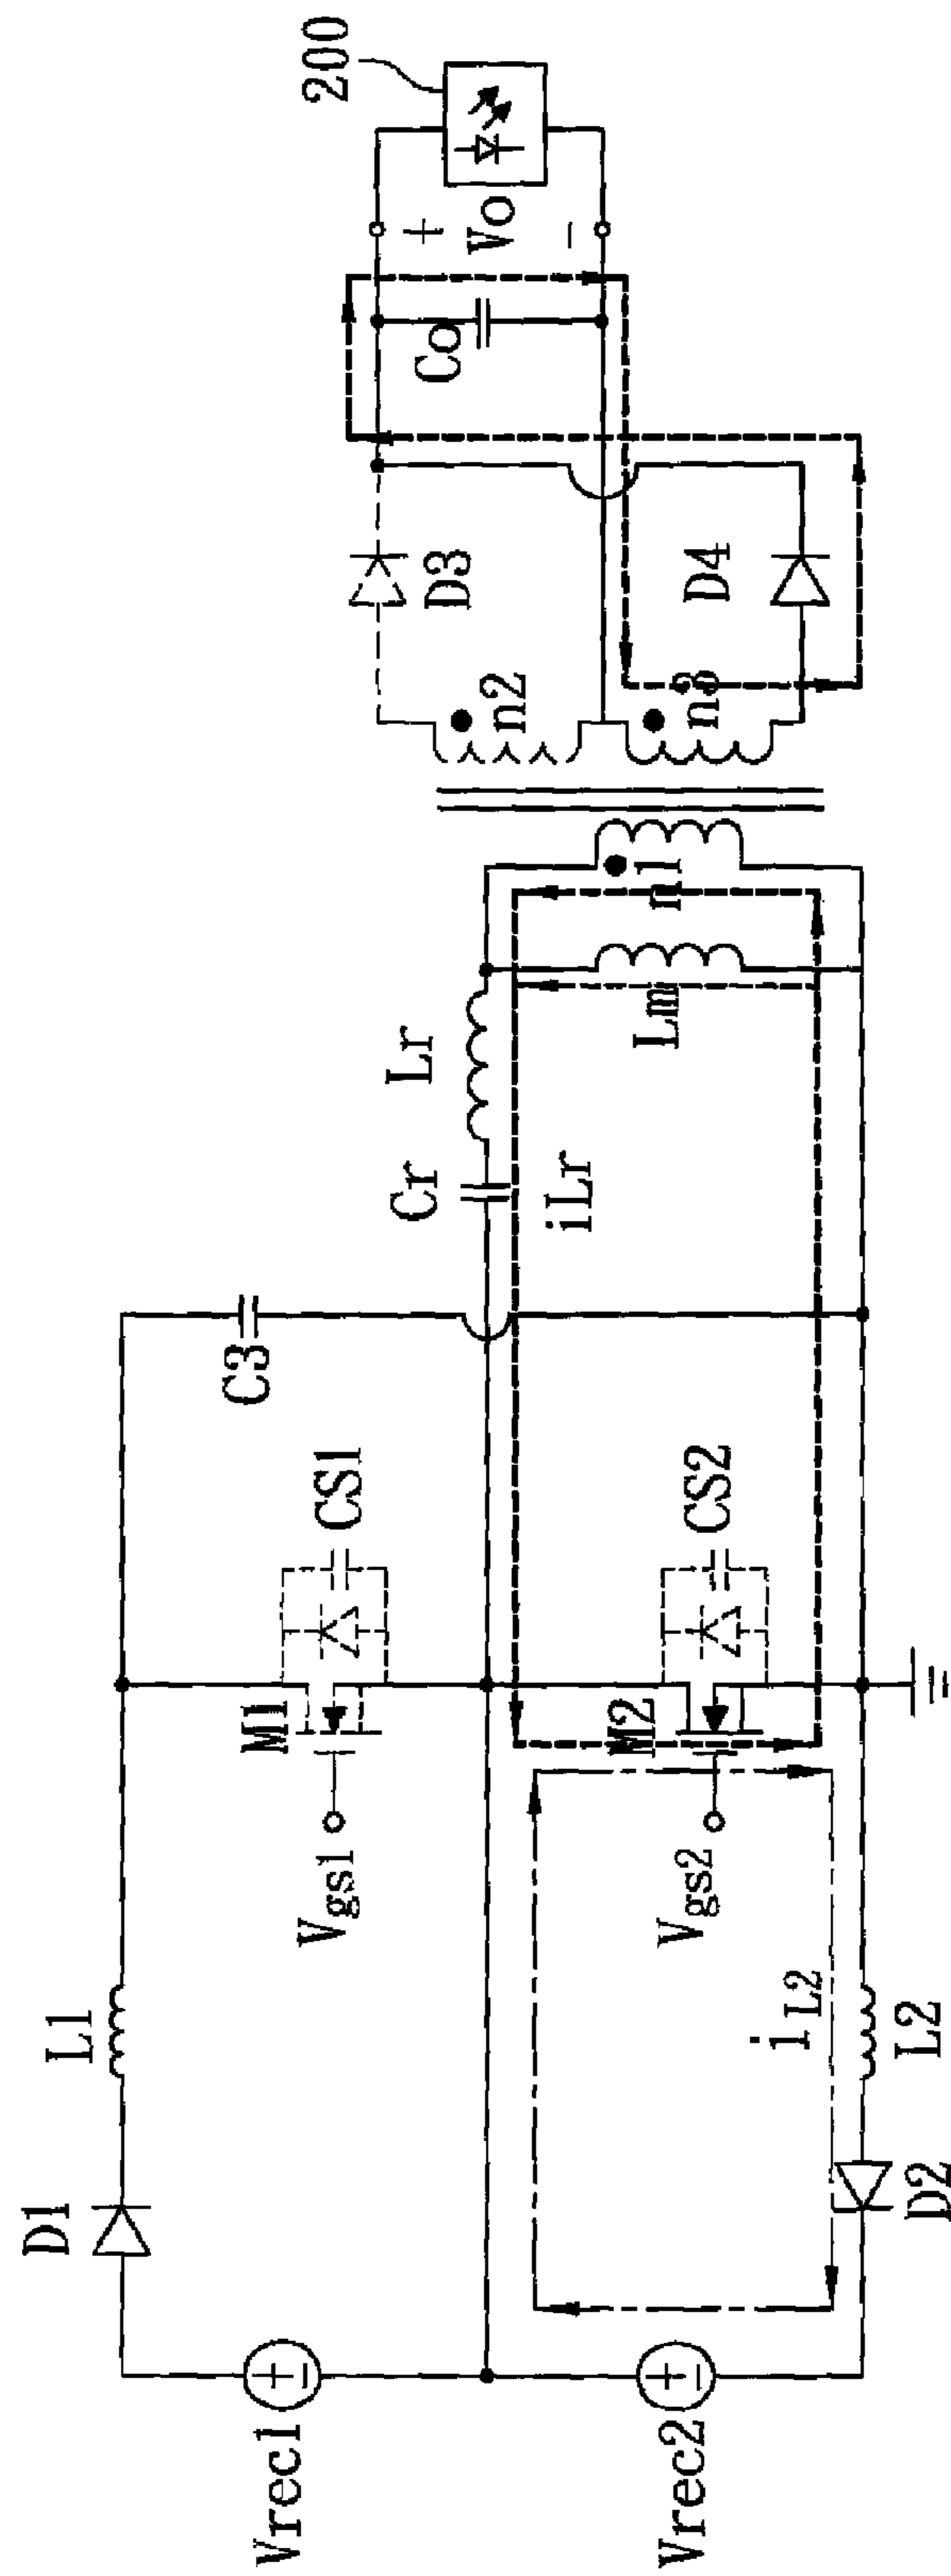 200
+
Vo
-
Co
D3
D4
n2
n3
n1
Lr
Lm
Cr
iLr
C3
CS1
CS2
M1
M2
Vgs1
Vgs2
L1
iL2
L2
D1
D2
Vrec1
+
-
Vrec2
+
-